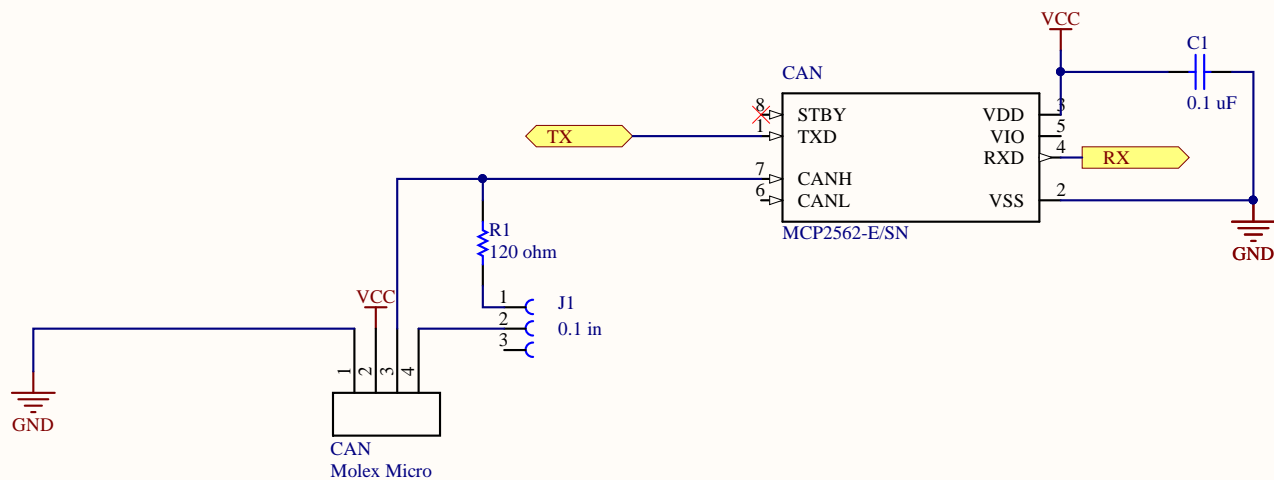 VCC
C1
0.1 uF
CAN
8
STBY
VDD
3
TX
1
TXD
VIO
5
RXD
4
RX
7
CANH
6
CANL
VSS
2
MCP2562-E/SN
GND
R1
120 ohm
VCC
1
J1
2
0.1 in
3
1
2
3
4
GND
CAN
Molex Micro